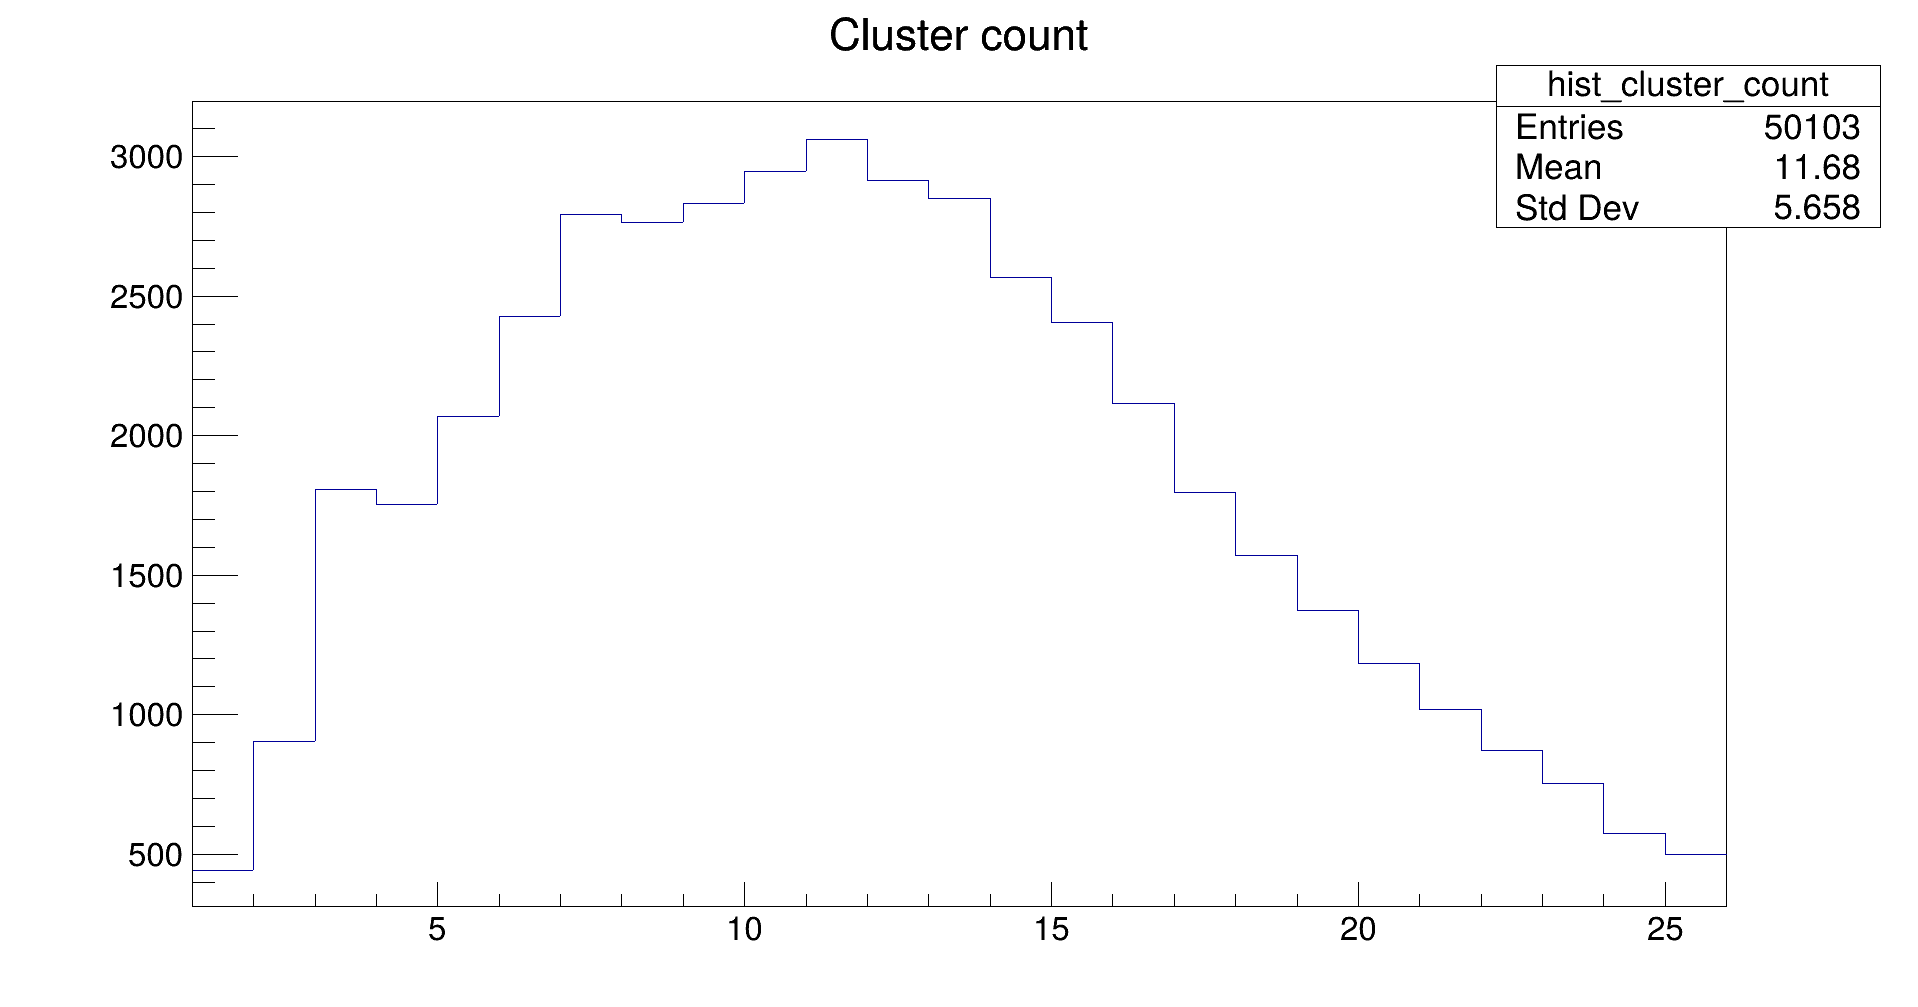 Cluster count
hist_cluster_count
Entries 50103
Mean 11.68
Std Dev 5.658
3000
2500
2000
1500
1000
500
5 10 15 20 25